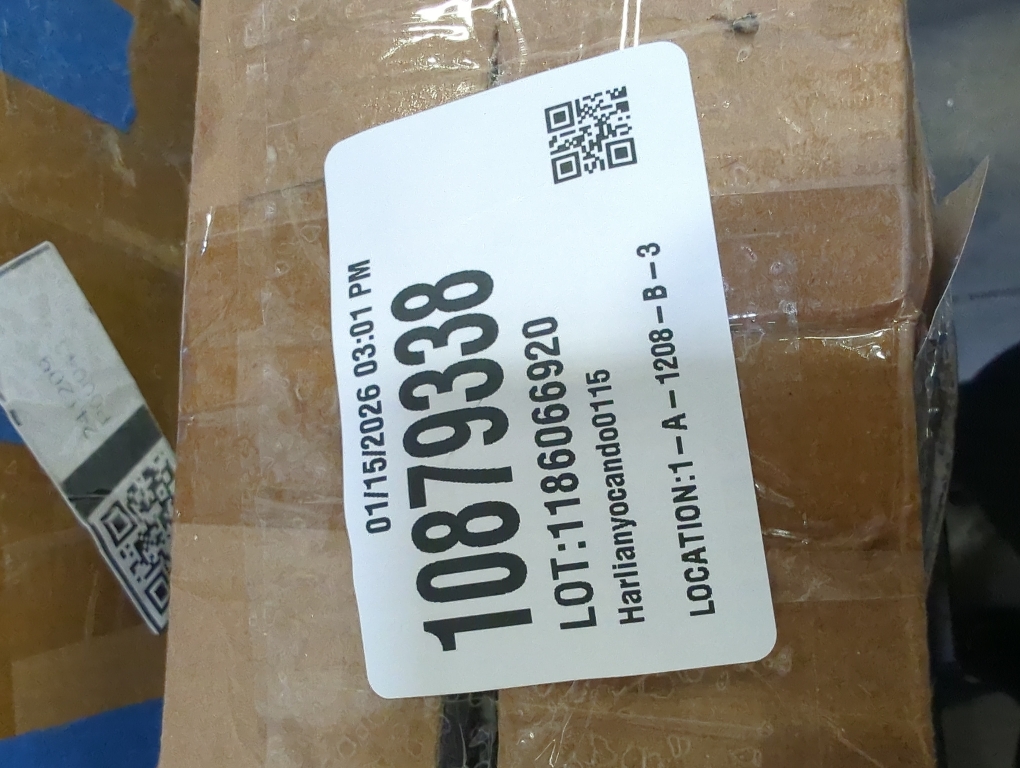 01/15/2026 03:01 PM
10879338
LOT:1186066920
Harlianyocando0115
LOCATION:1-A-1208-B-3